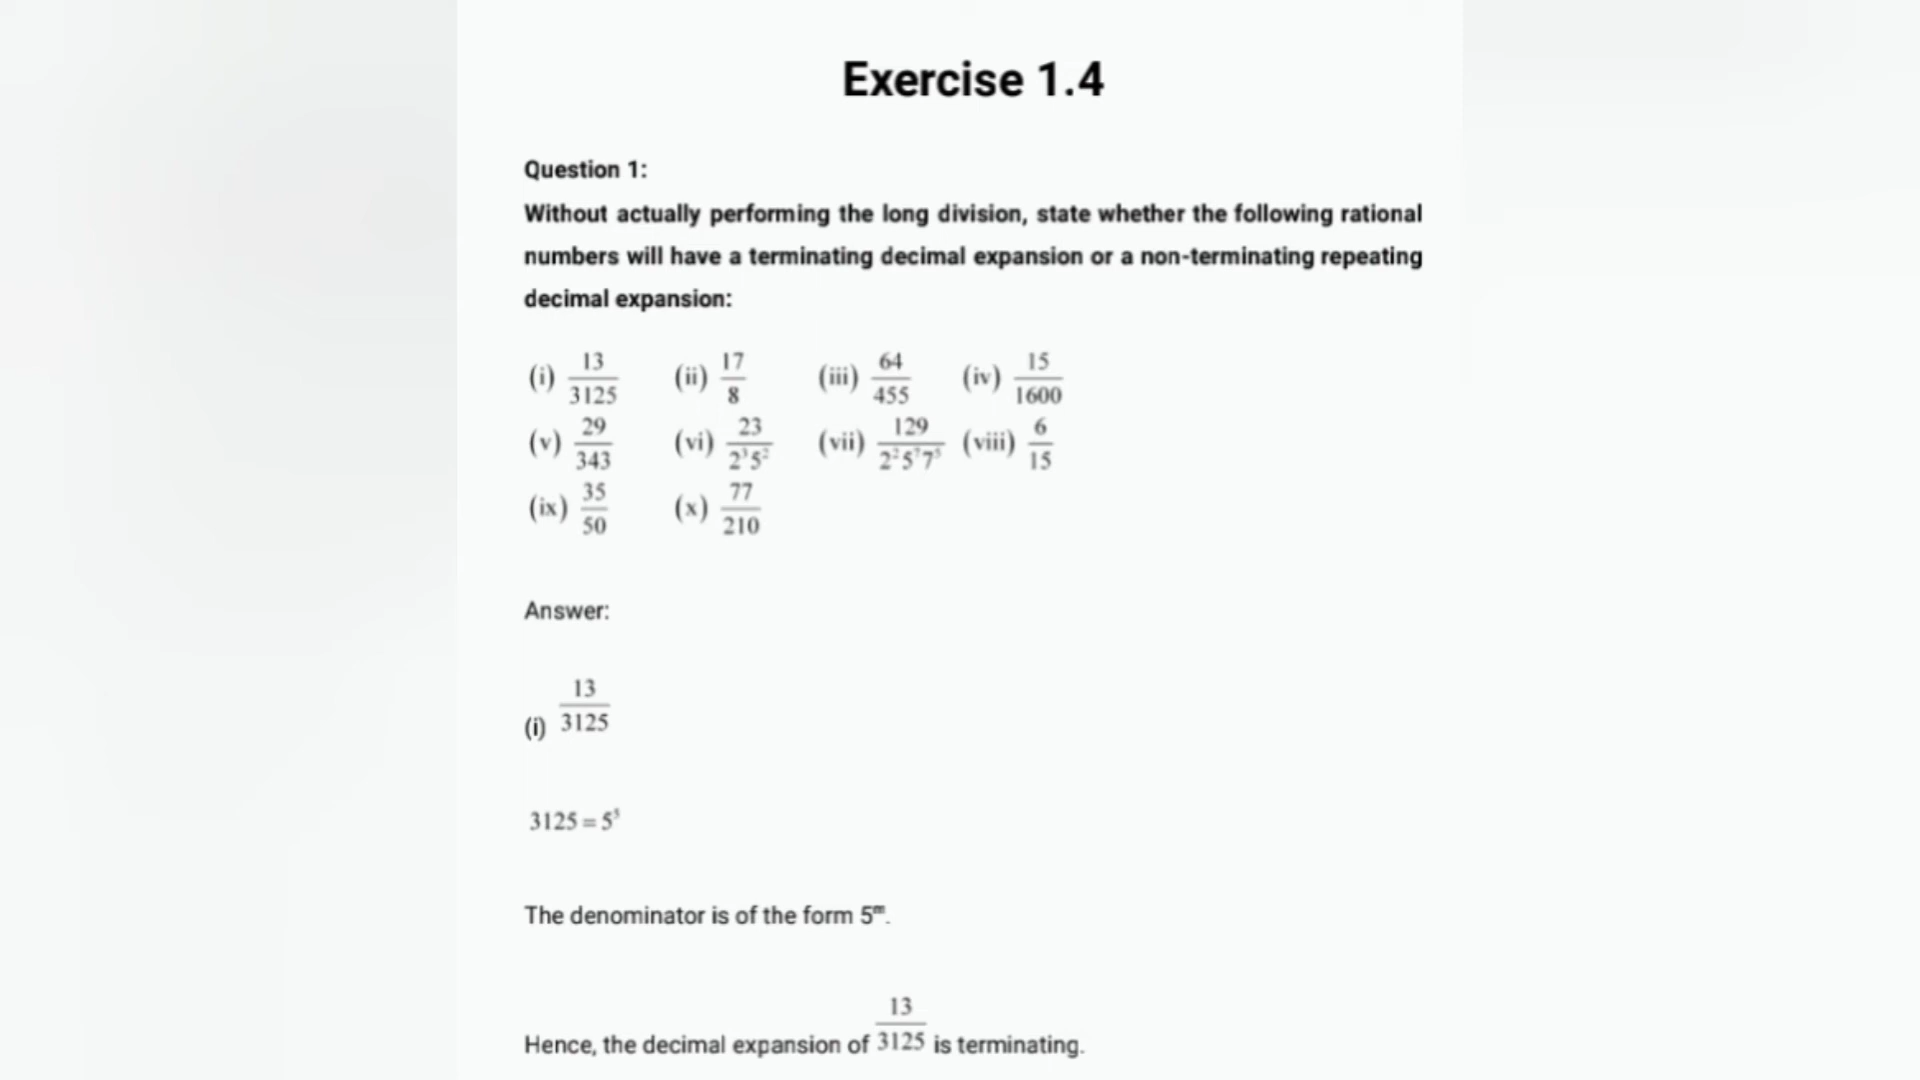 Exercise 1.4
Question 1:
Without actually performing the long division, state whether the following rational
numbers will have a terminating decimal expansion or a non-terminating repeating
decimal expansion:
(i) 13/3125 (ii) 17/8 (iii) 64/455 (iv) 15/1600
(v) 29/343 (vi) 23/2³5² (vii) 129/2²5⁷7⁵ (viii) 6/15
(ix) 35/50 (x) 77/210
Answer:
(i) 13/3125
3125 = 5⁵
The denominator is of the form 5ᵐ.
Hence, the decimal expansion of 13/3125 is terminating.